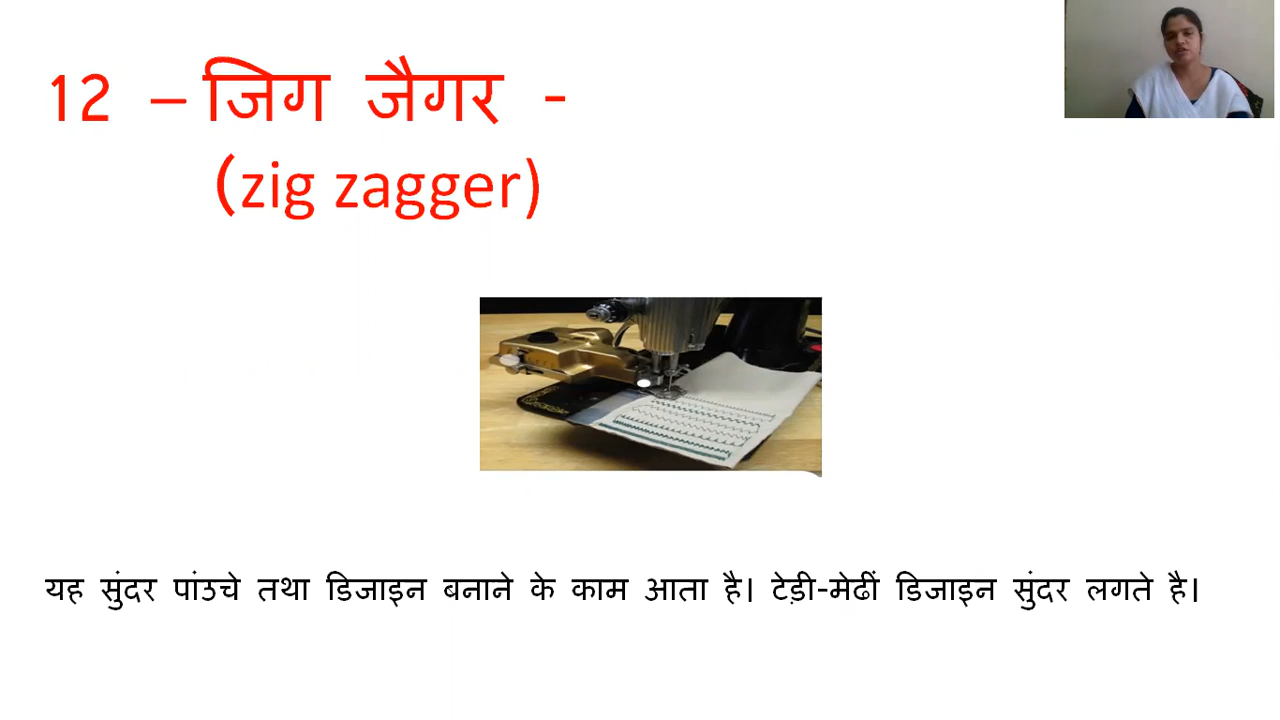 12 – जिग जैगर -
(zig zagger)
यह सुंदर पांउचे तथा डिजाइन बनाने के काम आता है। टेड़ी-मेढीं डिजाइन सुंदर लगते है।